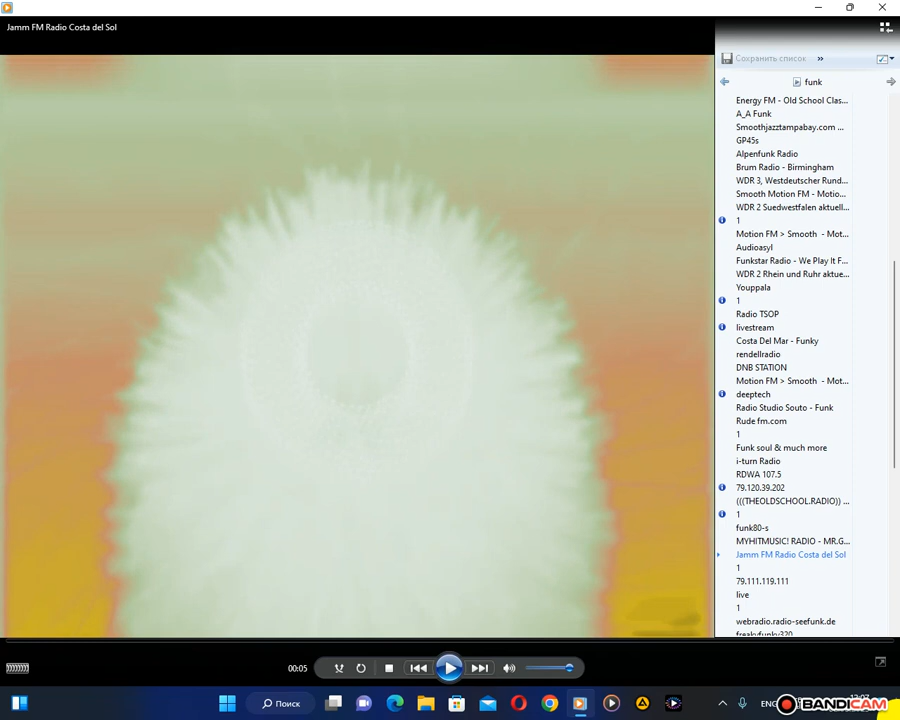 Jamm FM Radio Costa del Sol
Сохранить список »
funk
Energy FM - Old School Clas...
A_A Funk
Smoothjazztampabay.com ...
GP45s
Alpenfunk Radio
Brum Radio - Birmingham
WDR 3, Westdeutscher Rund...
Smooth Motion FM - Motio...
WDR 2 Suedwestfalen aktuell...
1
Motion FM > Smooth - Mot...
Audioasyl
Funkstar Radio - We Play It F...
WDR 2 Rhein und Ruhr aktue...
Youppala
1
Radio TSOP
livestream
Costa Del Mar - Funky
rendellradio
DNB STATION
Motion FM > Smooth - Mot...
deeptech
Radio Studio Souto - Funk
Rude fm.com
1
Funk soul & much more
i-turn Radio
RDWA 107.5
79.120.39.202
(((THEOLDSCHOOL.RADIO)) ...
1
funk80-s
MYHITMUSIC! RADIO - MR.G...
Jamm FM Radio Costa del Sol
1
79.111.119.111
live
1
webradio.radio-seefunk.de
freakyfunky320
00:05
Поиск
ENG
BANDICAM